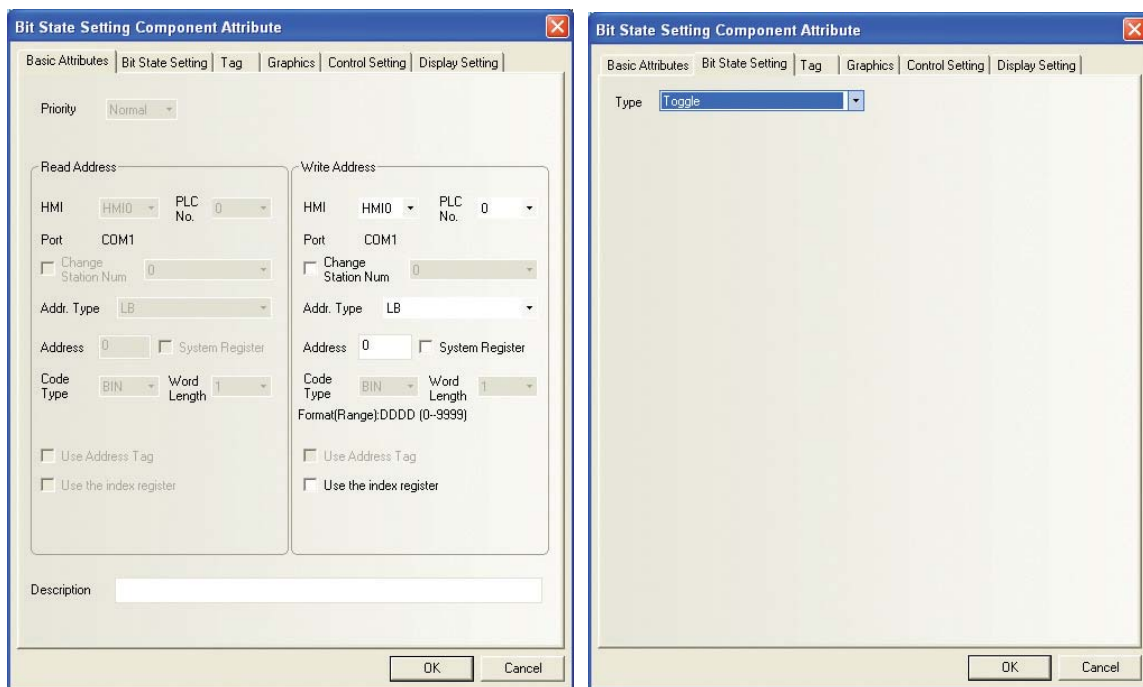 Bit State Setting Component Attribute
Basic Attributes Bit State Setting Tag Graphics Control Setting Display Setting
Priority Normal
Read Address
HMI HMI0 PLC No. 0
Port COM1
Change Station Num 0
Addr. Type LB
Address 0 System Register
Code Type BIN Word Length 1
Use Address Tag
Use the index register
Write Address
HMI HMI0 PLC No. 0
Port COM1
Change Station Num 0
Addr. Type LB
Address 0 System Register
Code Type BIN Word Length 1
Format(Range):DDDD (0--9999)
Use Address Tag
Use the index register
Description
OK Cancel
Bit State Setting Component Attribute
Basic Attributes Bit State Setting Tag Graphics Control Setting Display Setting
Type Toggle
OK Cancel